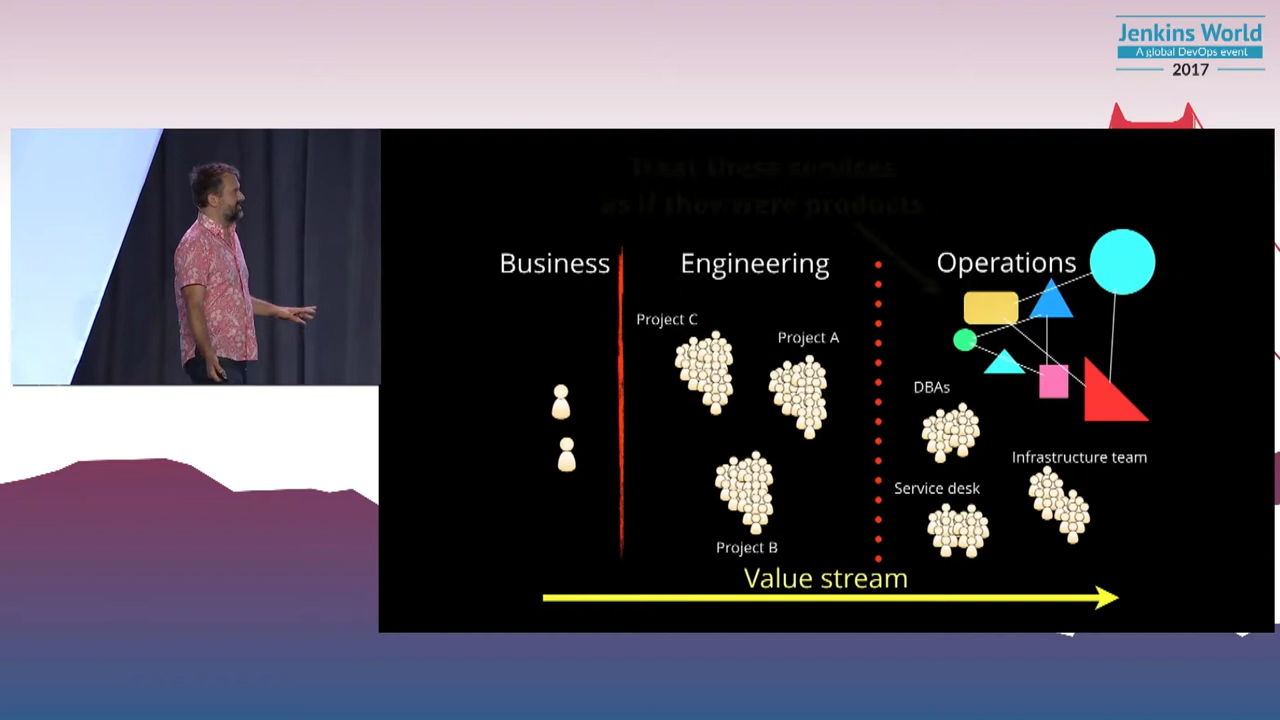 Jenkins World
A global DevOps event
2017
Treat these services
as if they were products
Business
Engineering
Operations
Project C
Project A
DBAs
Infrastructure team
Service desk
Project B
Value stream